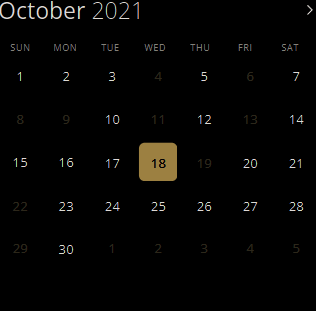 October 2021
SUN MON TUE WED THU FRI SAT
1 2 3 4 5 6 7
8 9 10 11 12 13 14
15 16 17 18 19 20 21
22 23 24 25 26 27 28
29 30 1 2 3 4 5